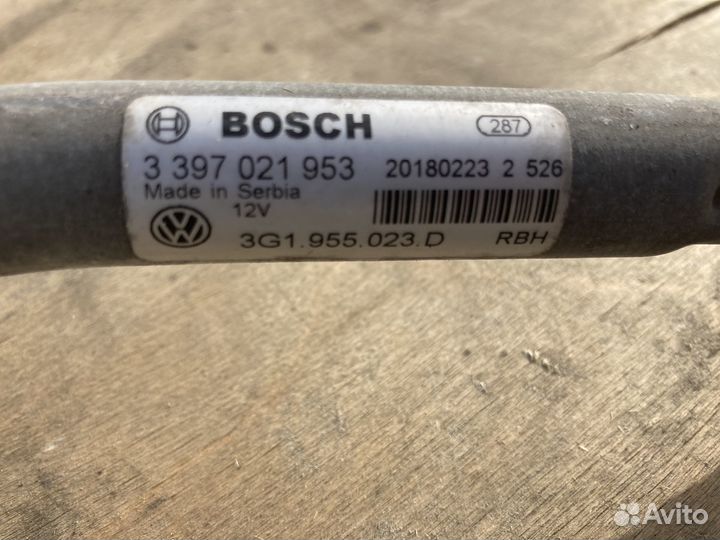 BOSCH 287
3 397 021 953 20180223 2 526
Made in Serbia
12V
3G1.955.023.D RBH
Avito